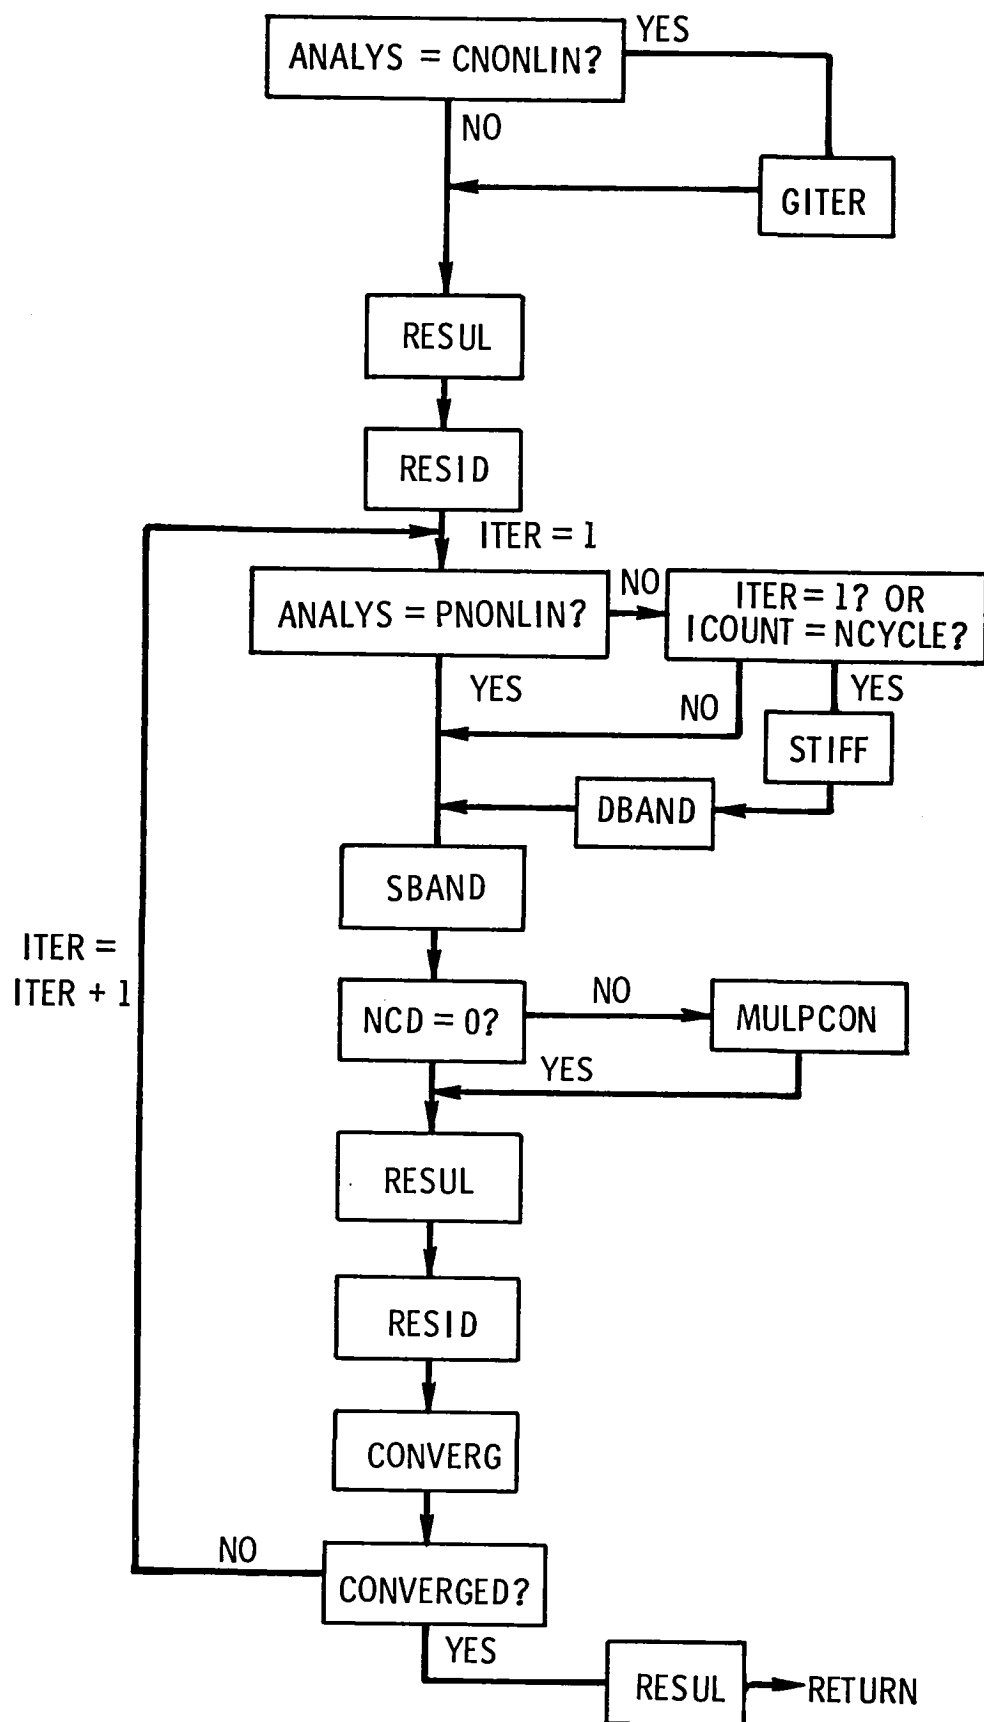 ANALYS = CNONLIN?
YES
NO
GITER
RESUL
RESID
ITER = 1
ANALYS = PNONLIN?
NO
ITER = 1? OR
ICOUNT = NCYCLE?
YES
NO
YES
STIFF
DBAND
SBAND
ITER =
ITER + 1
NCD = 0?
NO
MULPCON
YES
RESUL
RESID
CONVERG
NO
CONVERGED?
YES
RESUL
RETURN